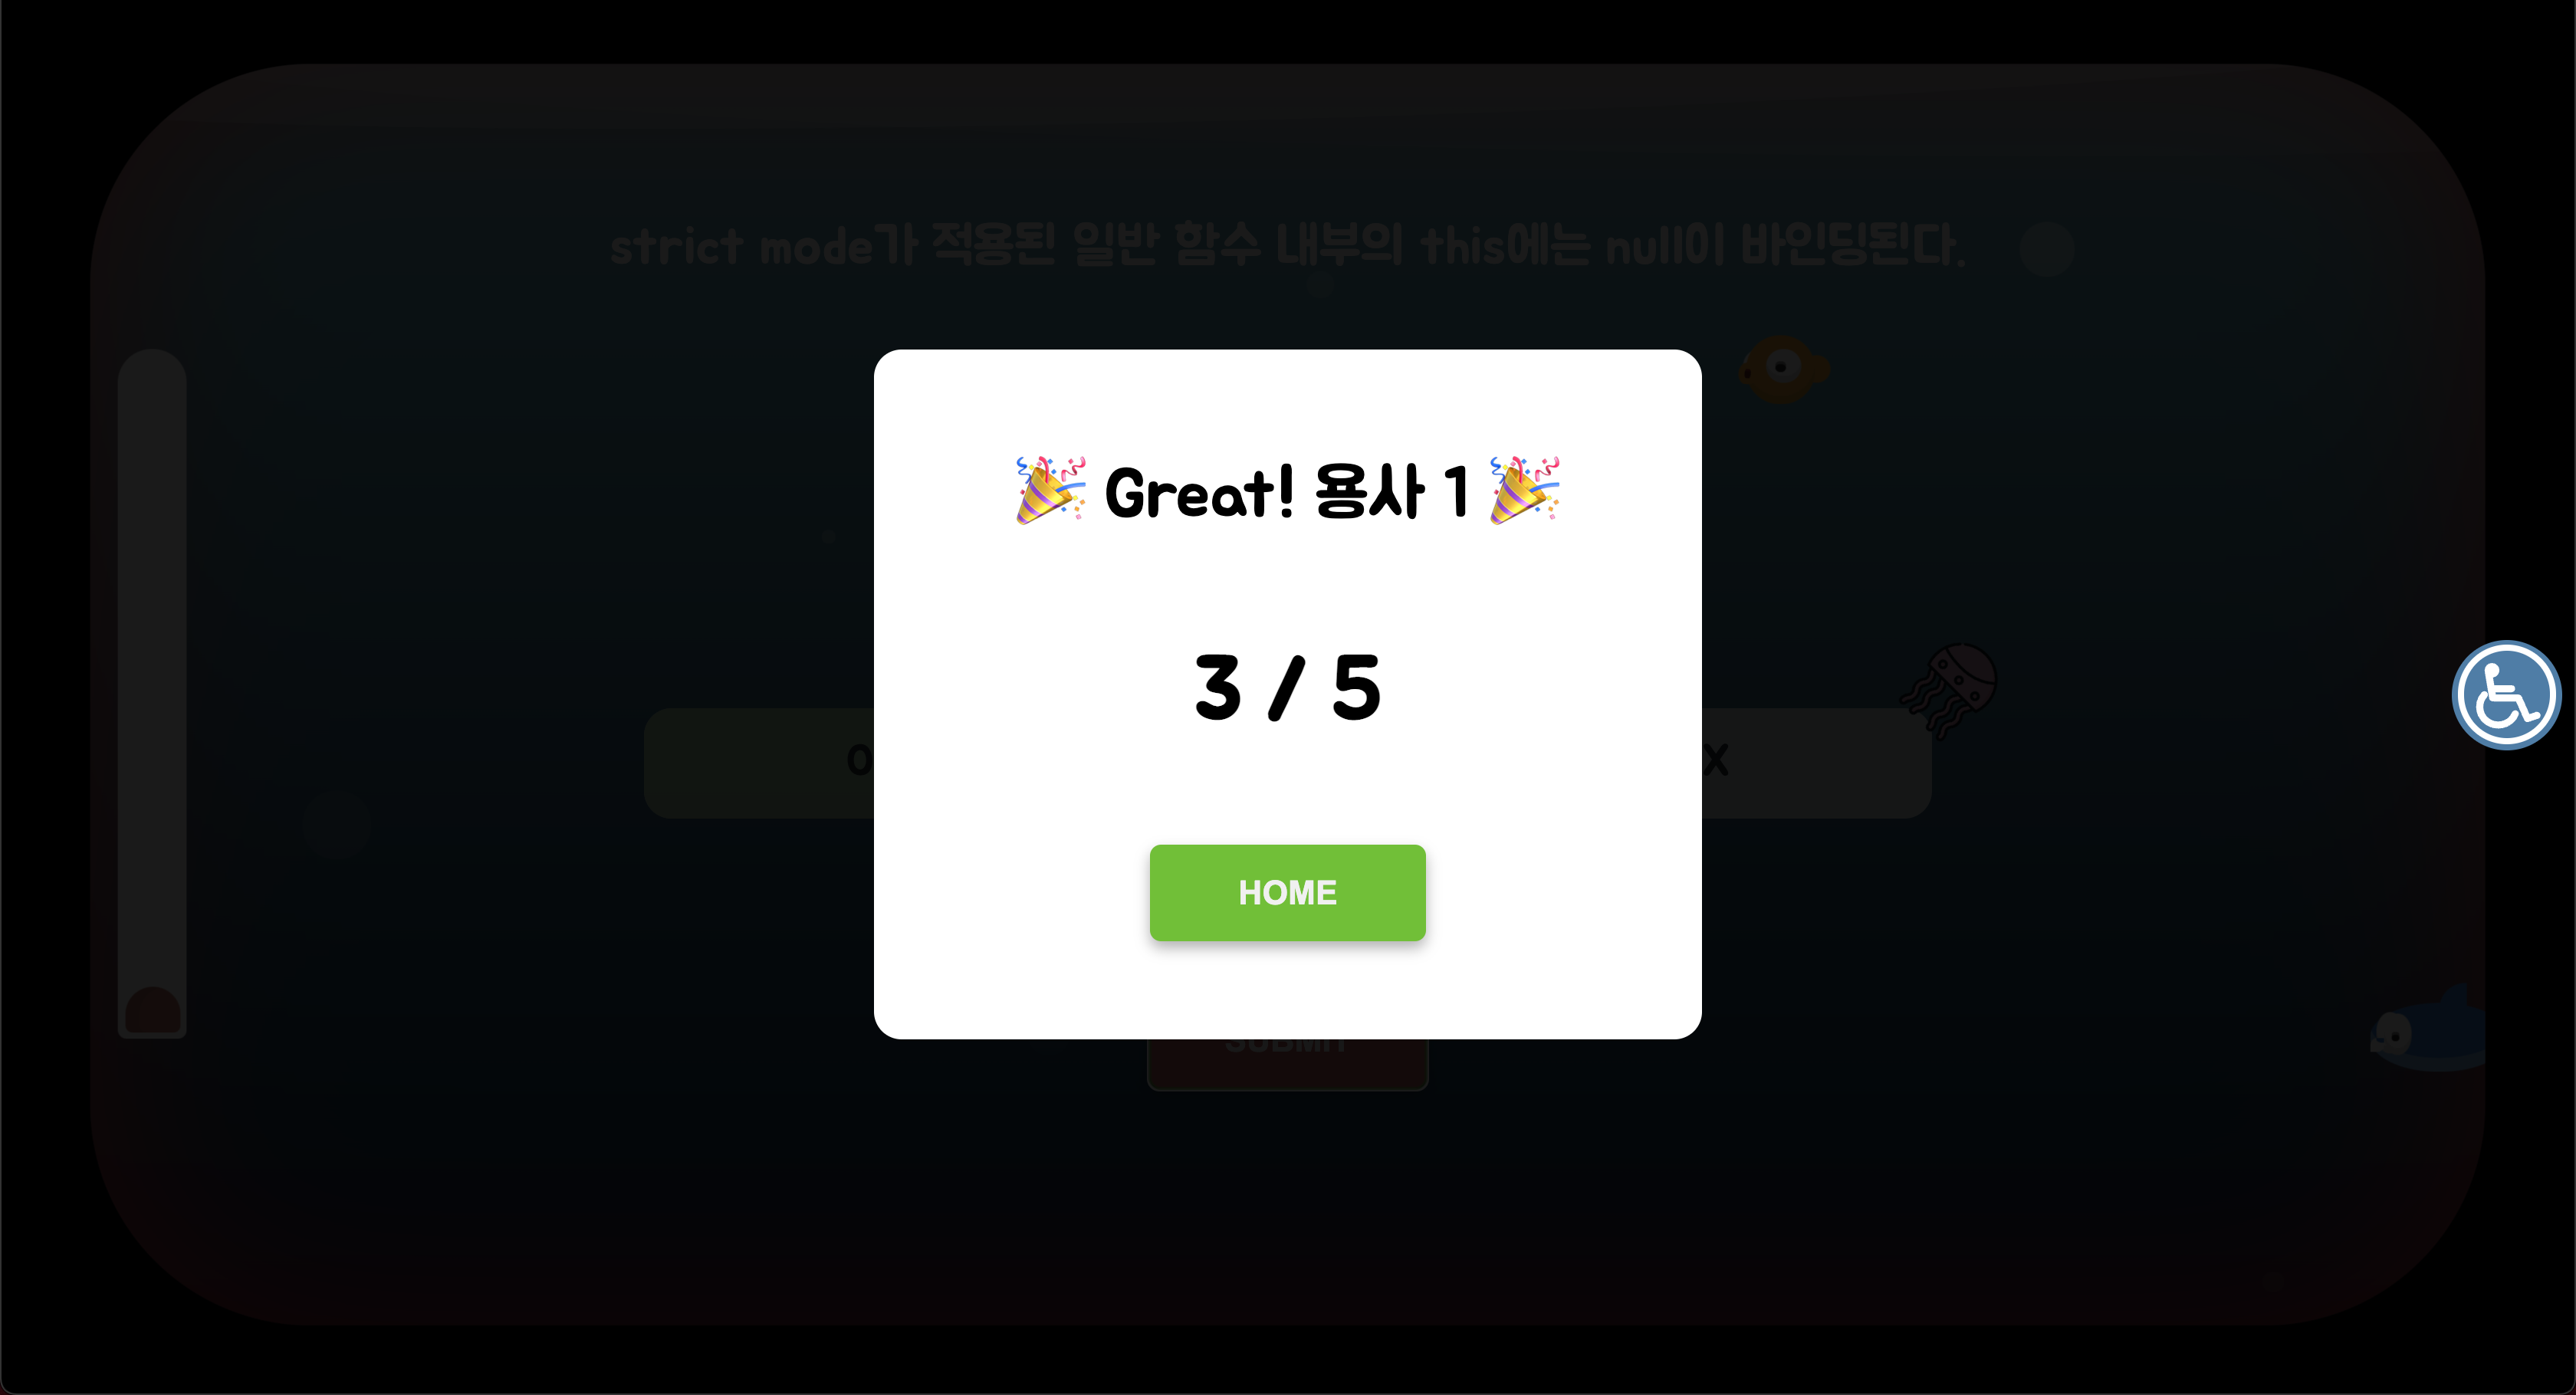 strict mode가 적용된 일반 함수 내부의 this에는 null이 바인딩된다.
🎉 Great! 용사 1 🎉
3 / 5
O X
HOME
SUBMIT